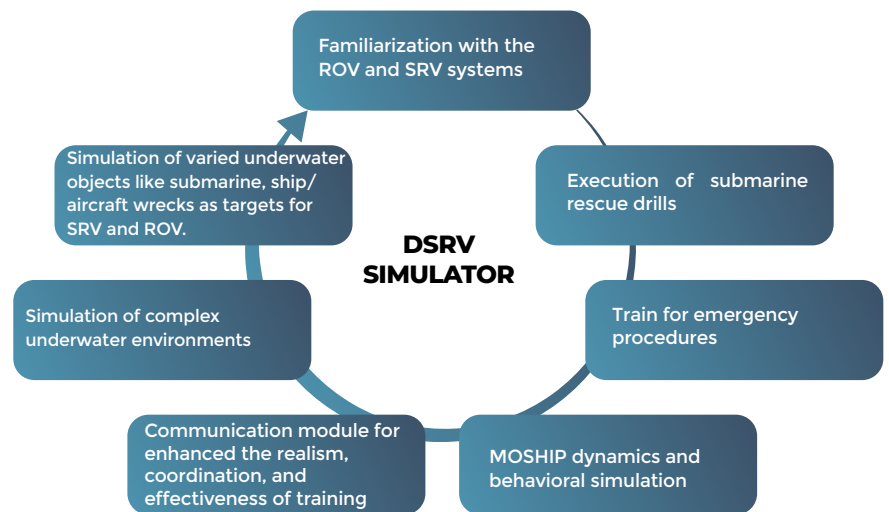 Familiarization with the
ROV and SRV systems
Execution of submarine
rescue drills
Train for emergency
procedures
MOSHIP dynamics and
behavioral simulation
Communication module for
enhanced the realism,
coordination, and
effectiveness of training
Simulation of complex
underwater environments
Simulation of varied underwater
objects like submarine, ship/
aircraft wrecks as targets for
SRV and ROV.
DSRV
SIMULATOR